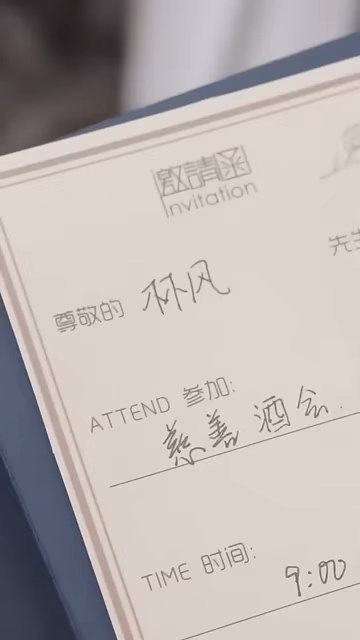 邀請函
Invitation
尊敬的 林风 先生
ATTEND 参加:
慈善酒会.
TIME 时间:
9:00